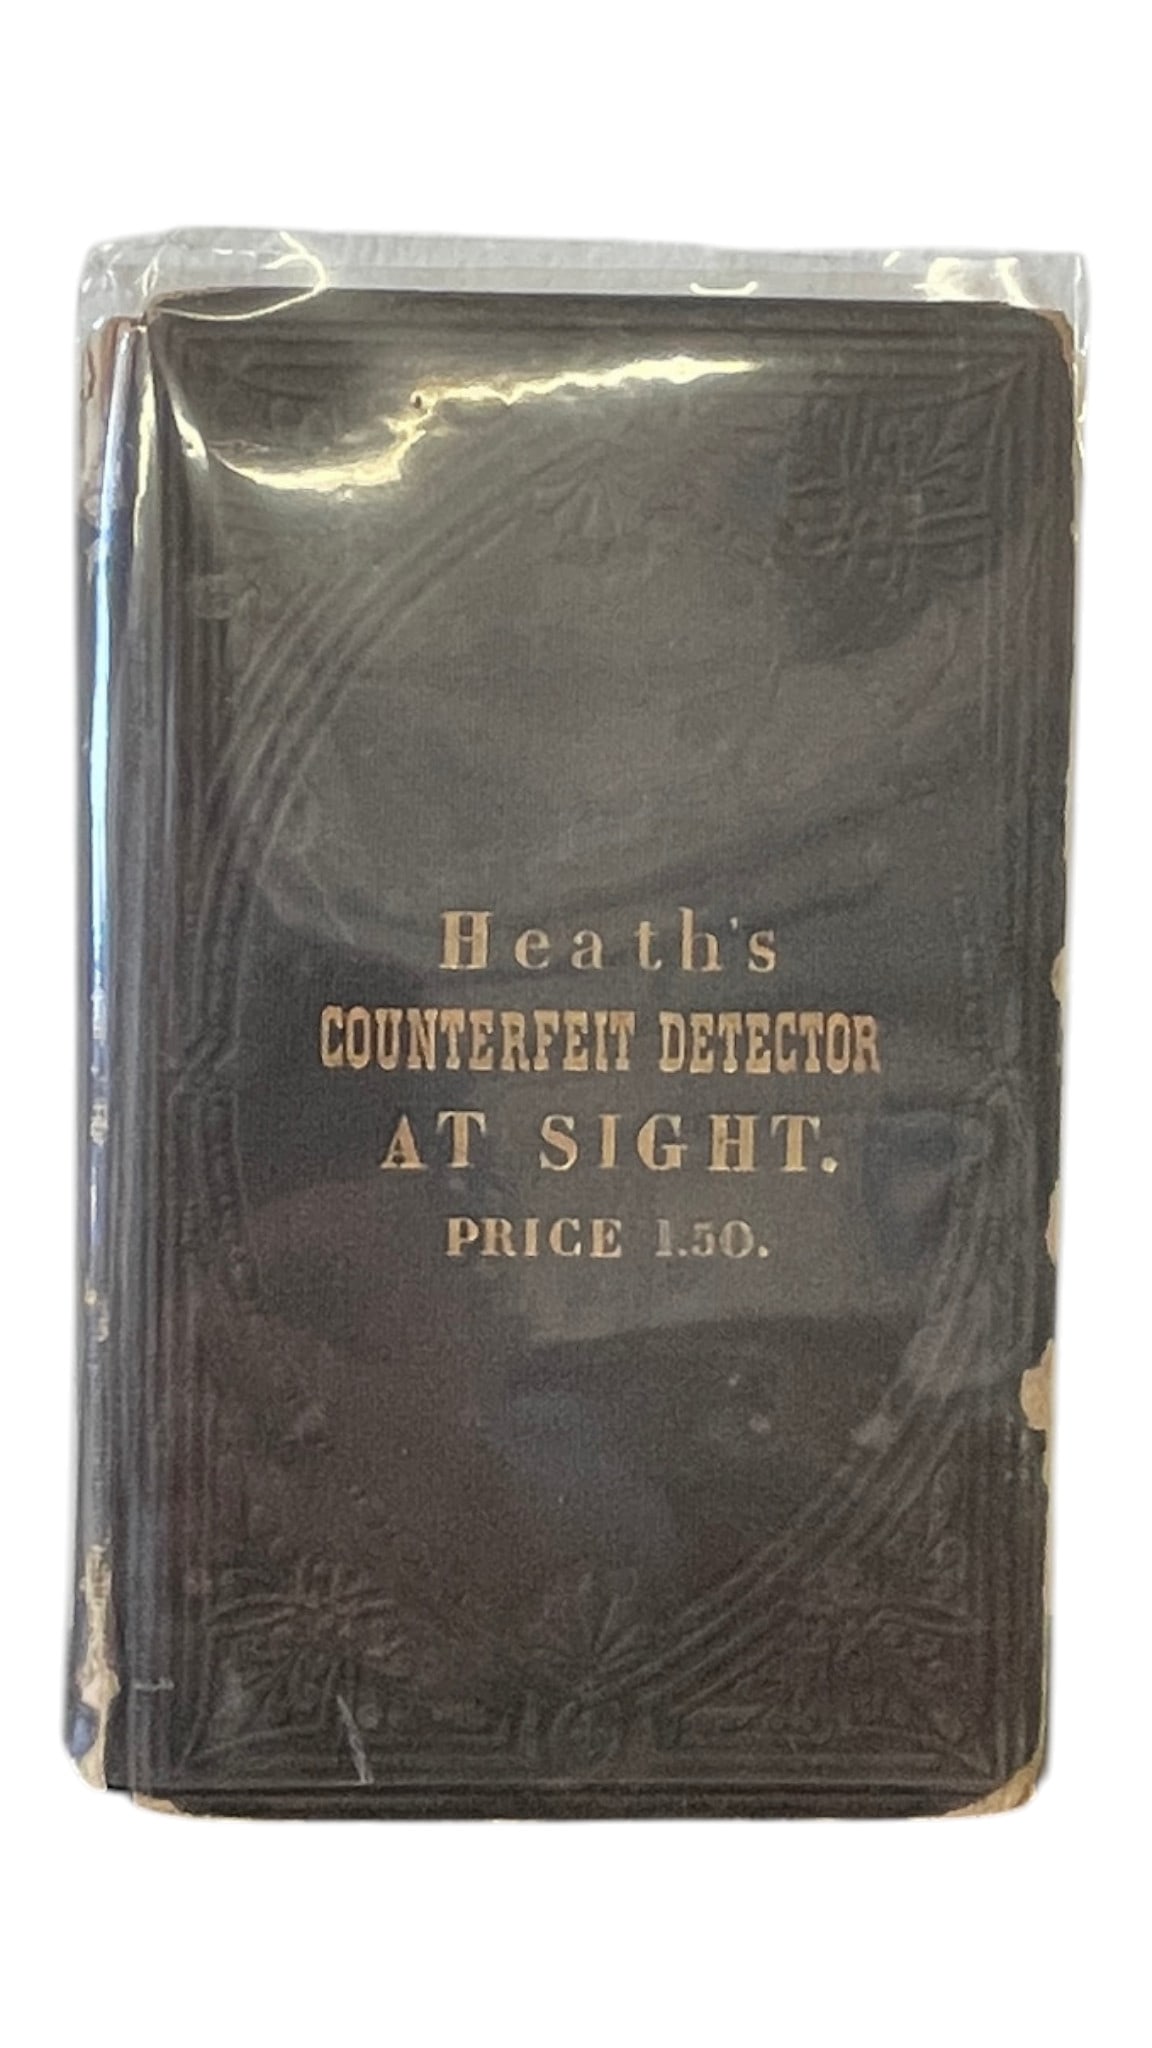 Heath's
COUNTERFEIT DETECTOR
AT SIGHT.
PRICE 1.50.